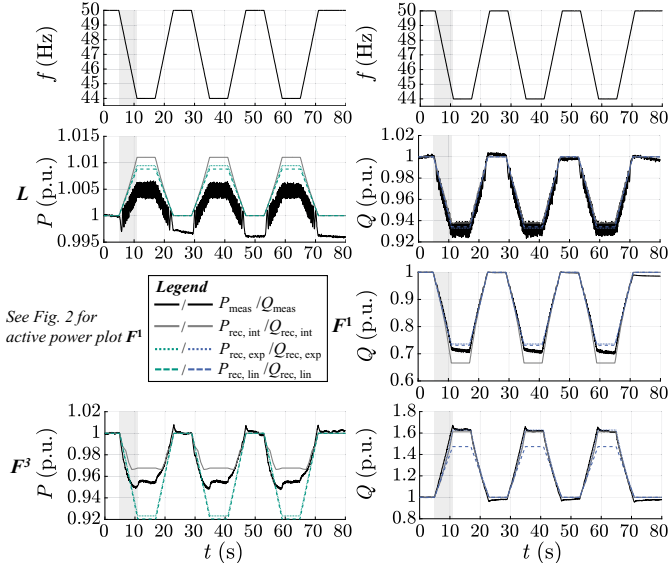 f (Hz)
50
49
48
47
46
45
44
0 10 20 30 40 50 60 70 80
f (Hz)
50
49
48
47
46
45
44
0 10 20 30 40 50 60 70 80
L
P (p.u.)
1.015
1.01
1.005
1
0.995
0 10 20 30 40 50 60 70 80
Q (p.u.)
1.02
1
0.98
0.96
0.94
0.92
0 10 20 30 40 50 60 70 80
See Fig. 2 for
active power plot F¹
Legend
/ P_meas /Q_meas
/ P_rec, int /Q_rec, int
/ P_rec, exp /Q_rec, exp
/ P_rec, lin /Q_rec, lin
F¹
Q (p.u.)
1
0.9
0.8
0.7
0.6
0 10 20 30 40 50 60 70 80
F³
P (p.u.)
1.02
1
0.98
0.96
0.94
0.92
0 10 20 30 40 50 60 70 80
t (s)
Q (p.u.)
1.8
1.6
1.4
1.2
1
0.8
0 10 20 30 40 50 60 70 80
t (s)